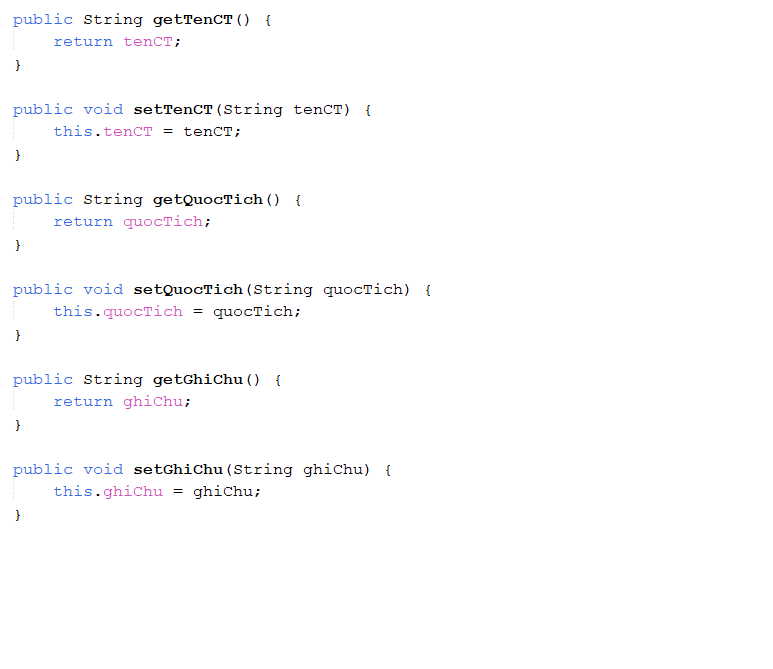 public String getTenCT() {
    return tenCT;
}

public void setTenCT(String tenCT) {
    this.tenCT = tenCT;
}

public String getQuocTich() {
    return quocTich;
}

public void setQuocTich(String quocTich) {
    this.quocTich = quocTich;
}

public String getGhiChu() {
    return ghiChu;
}

public void setGhiChu(String ghiChu) {
    this.ghiChu = ghiChu;
}